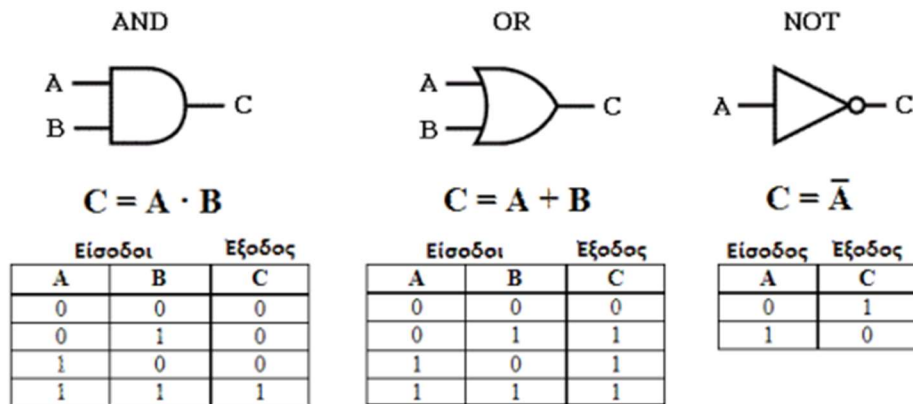 AND OR NOT
A C A C A C
B B
C = A · B C = A + B C = A̅
Είσοδοι Έξοδος Είσοδοι Έξοδος Είσοδος Έξοδος
A B C A B C A C
0 0 0 0 0 0 0 1
0 1 0 0 1 1 1 0
1 0 0 1 0 1
1 1 1 1 1 1